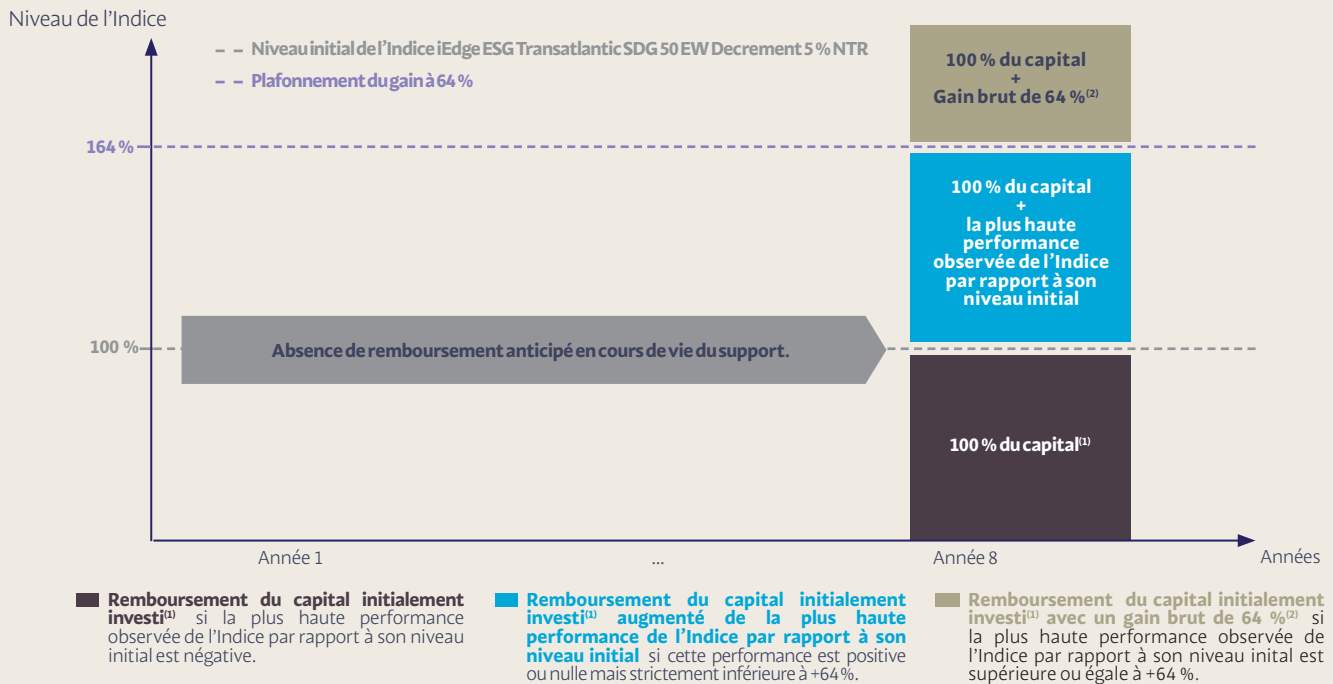 Niveau de l’Indice
– – Niveau initial de l’Indice iEdge ESG Transatlantic SDG 50 EW Decrement 5 % NTR
– – Plafonnement du gain à 64 %
100 % du capital
+
Gain brut de 64 %(2)
164 %
100 % du capital
+
la plus haute
performance
observée de l’Indice
par rapport à son
niveau initial
100 %
Absence de remboursement anticipé en cours de vie du support.
100 % du capital(1)
Année 1
...
Année 8
Années
Remboursement du capital initialement
investi(1) si la plus haute performance
observée de l’Indice par rapport à son niveau
initial est négative.
Remboursement du capital initialement
investi(1) augmenté de la plus haute
performance de l’Indice par rapport à son
niveau initial si cette performance est positive
ou nulle mais strictement inférieure à +64 %.
Remboursement du capital initialement
investi(1) avec un gain brut de 64 %(2) si
la plus haute performance observée de
l’Indice par rapport à son niveau inital est
supérieure ou égale à +64 %.